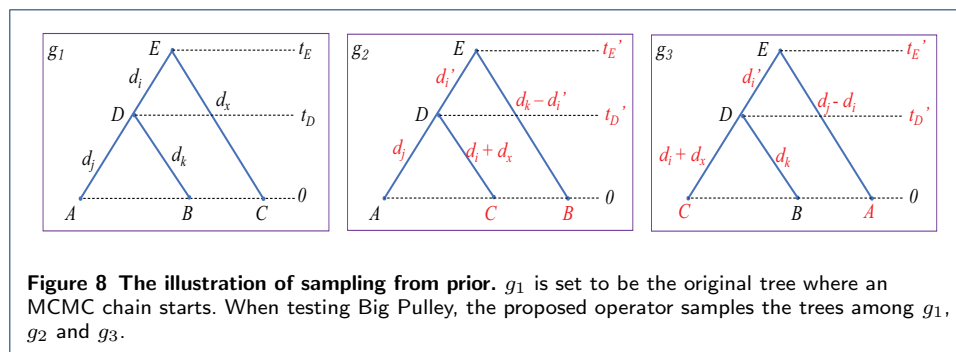 g1 E tE
di dx
D tD
dj dk
A B C 0
g2 E tE'
di' dk – di'
D tD'
dj di + dx
A C B 0
g3 E tE'
di' dj - di
D tD'
di + dx dk
C B A 0
Figure 8 The illustration of sampling from prior. g1 is set to be the original tree where an
MCMC chain starts. When testing Big Pulley, the proposed operator samples the trees among g1,
g2 and g3.